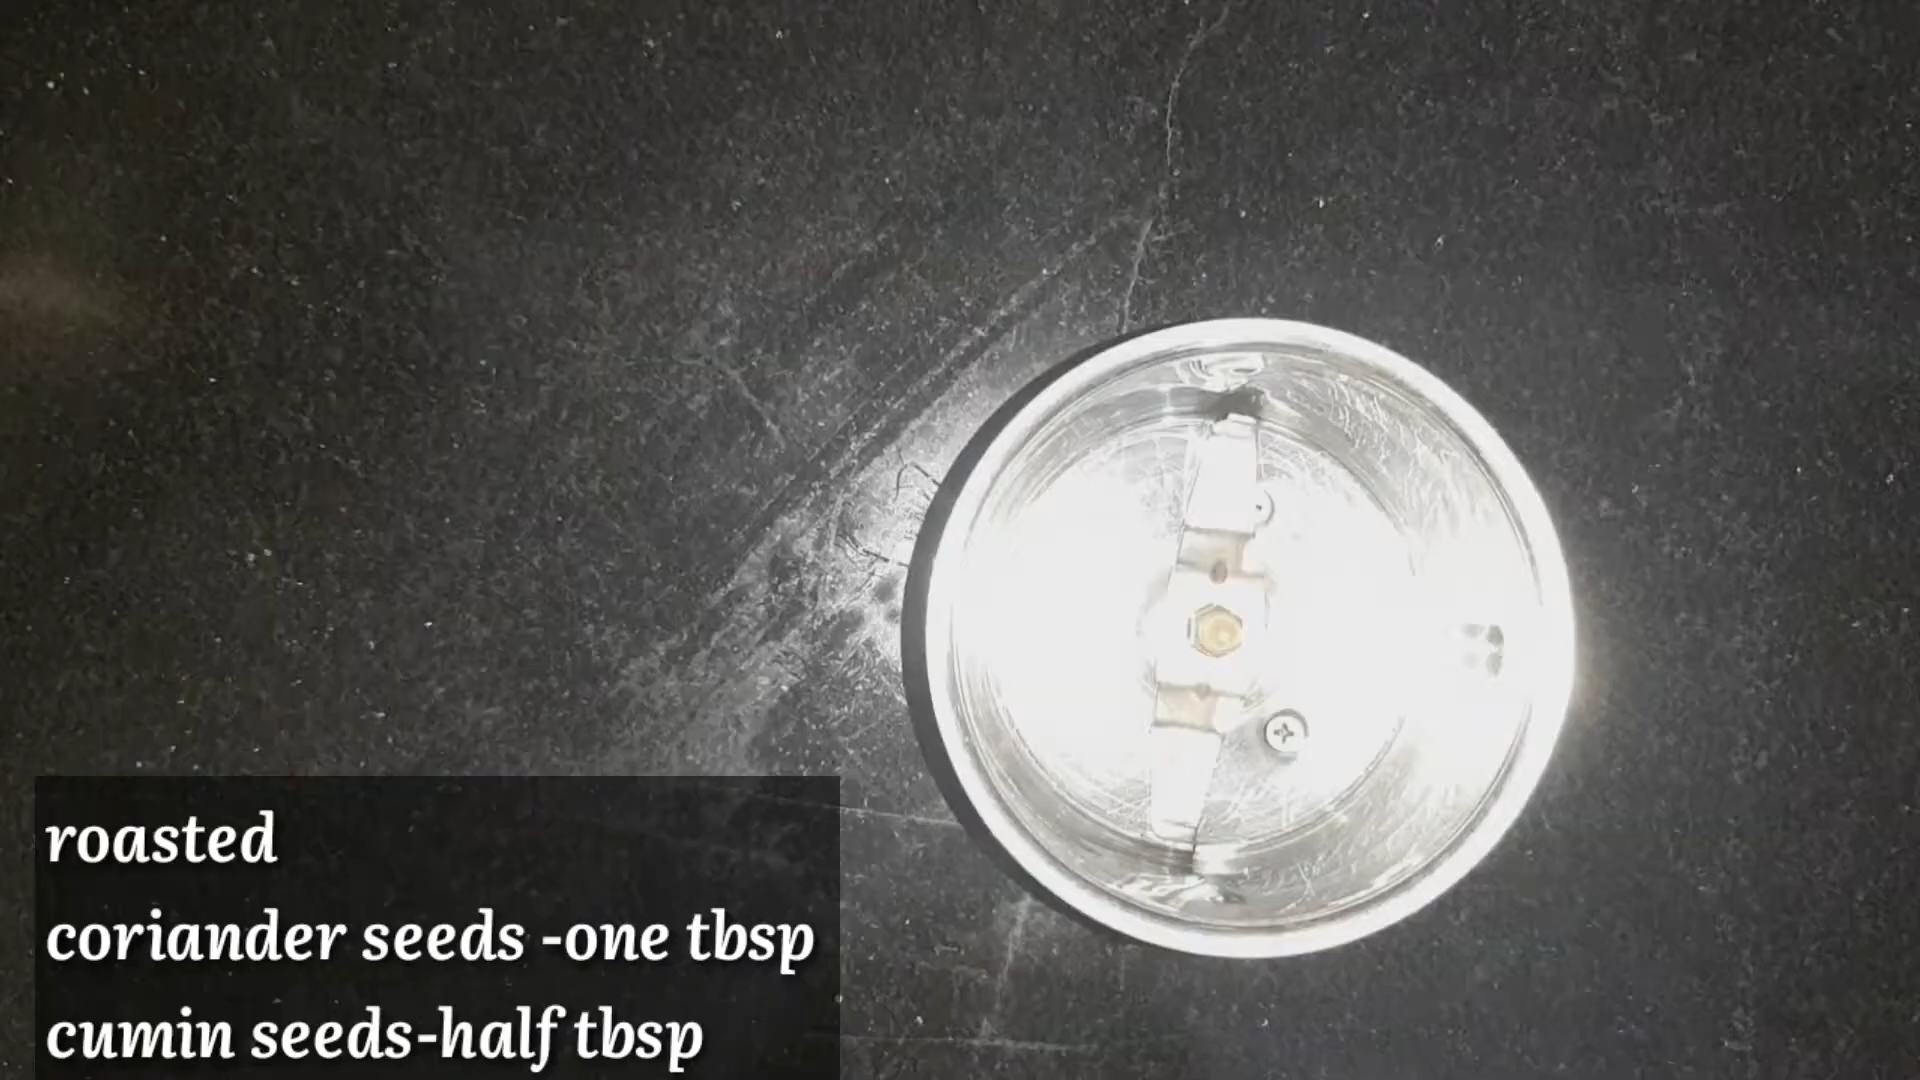 roasted
coriander seeds -one tbsp
cumin seeds-half tbsp